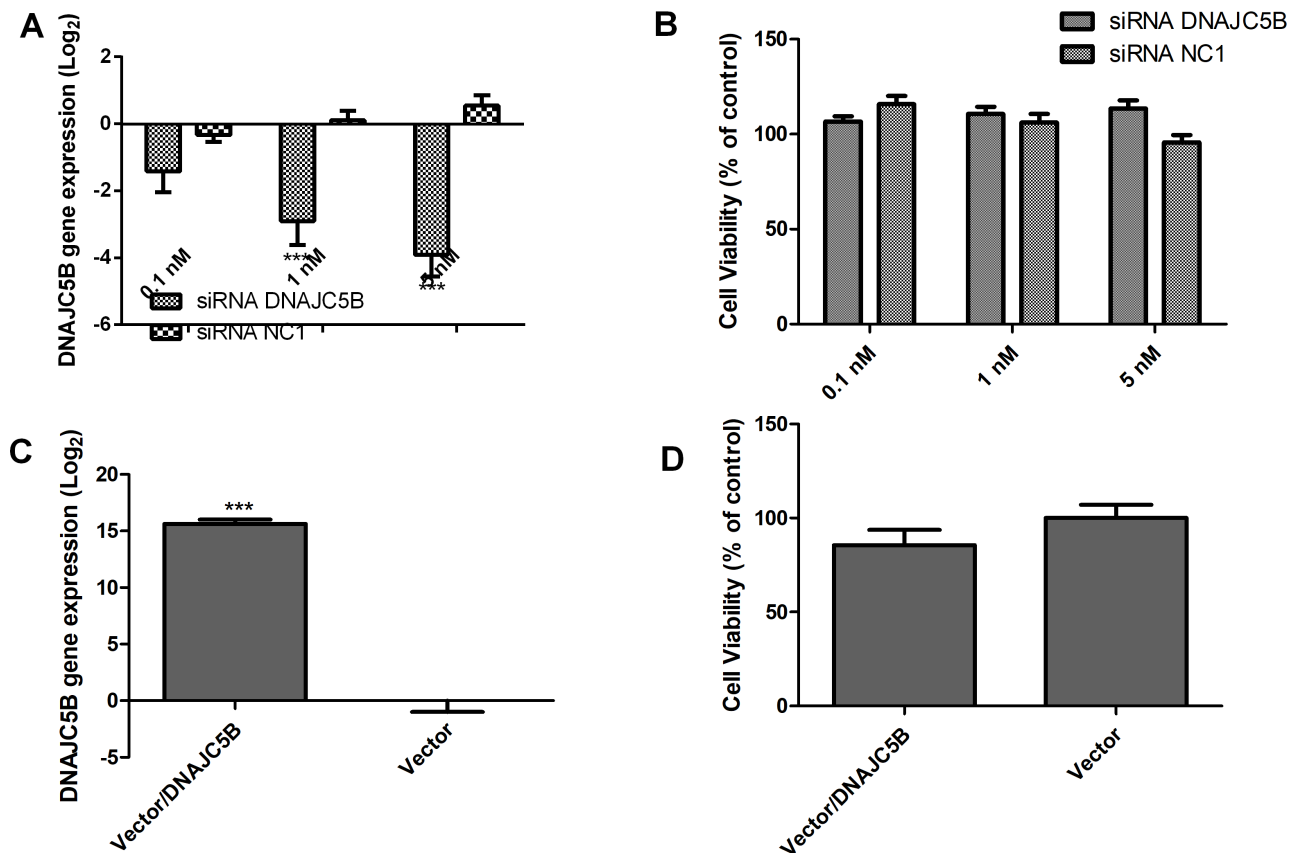 A
DNAJC5B gene expression (Log2)
2
0
-2
-4
-6
***
***
0.1 nM
1 nM
nM
siRNA DNAJC5B
siRNA NC1
B
siRNA DNAJC5B
siRNA NC1
Cell Viability (% of control)
150
100
50
0
0.1 nM
1 nM
5 nM
C
DNAJC5B gene expression (Log2)
20
15
10
5
0
-5
***
Vector/DNAJC5B
Vector
D
Cell Viability (% of control)
150
100
50
0
Vector/DNAJC5B
Vector